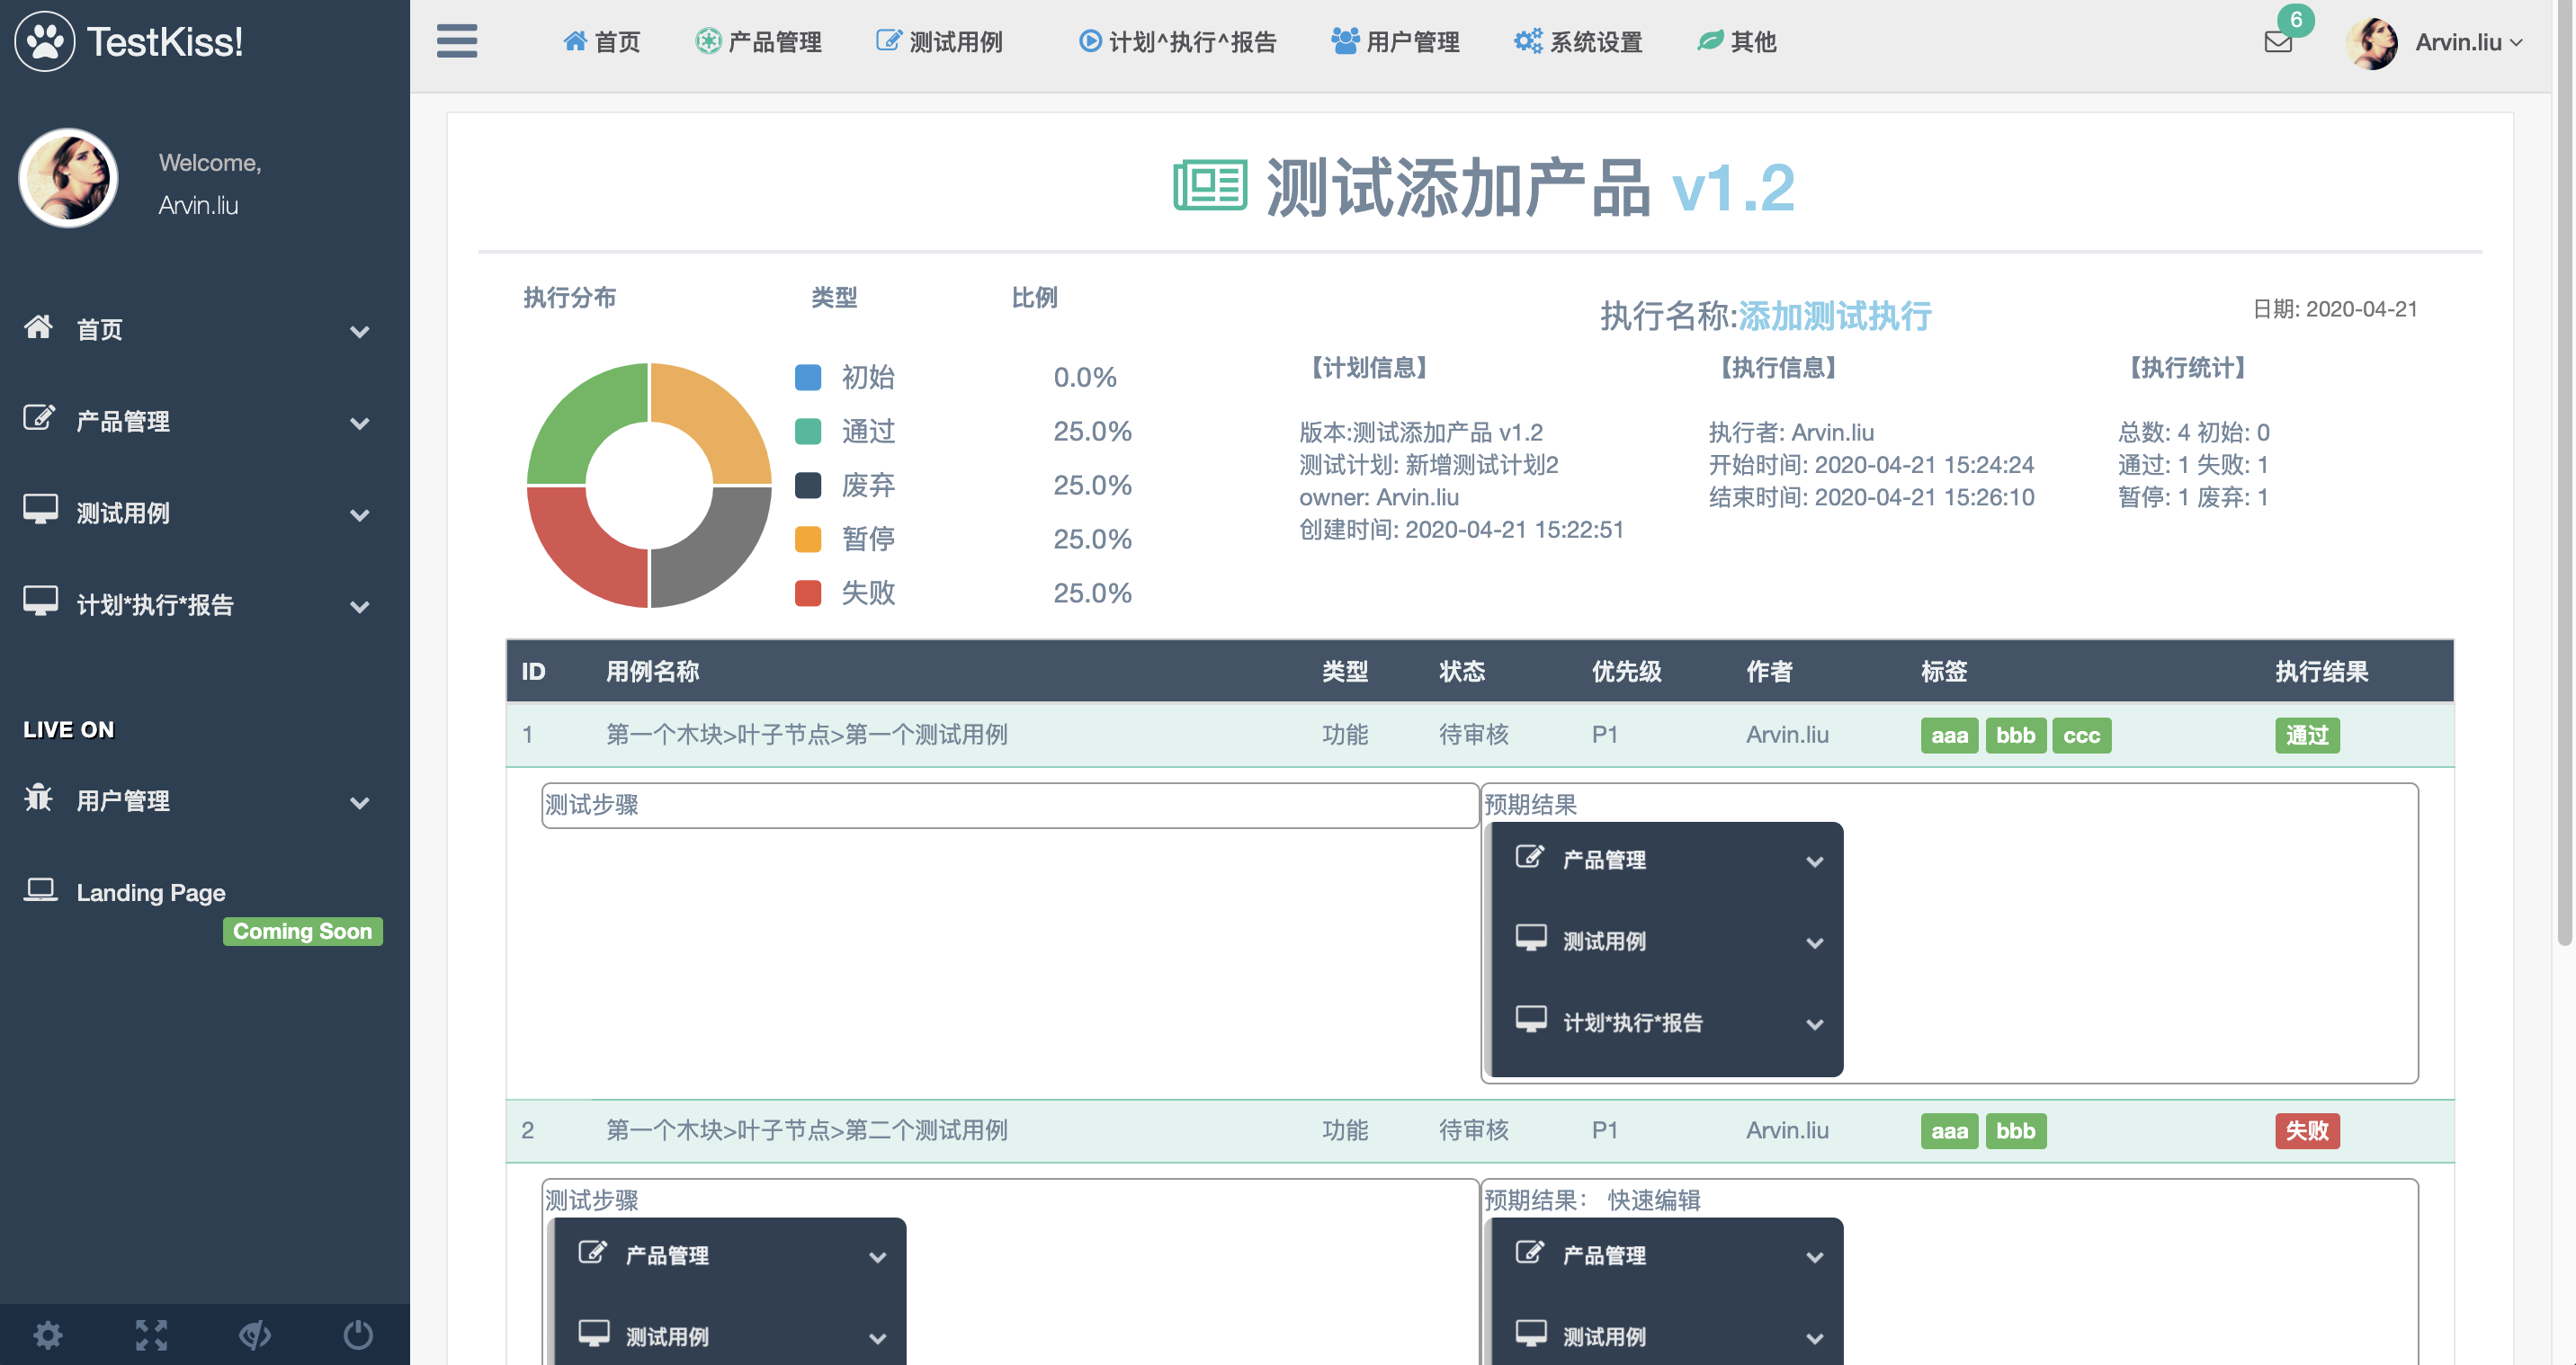 TestKiss!
首页
产品管理
测试用例
计划^执行^报告
用户管理
系统设置
其他
6
Arvin.liu
Welcome,
Arvin.liu
首页
产品管理
测试用例
计划*执行*报告
LIVE ON
用户管理
Landing Page
Coming Soon
测试添加产品 v1.2
执行分布 类型 比例
初始 0.0%
通过 25.0%
废弃 25.0%
暂停 25.0%
失败 25.0%
执行名称:添加测试执行
日期: 2020-04-21
【计划信息】
版本:测试添加产品 v1.2
测试计划: 新增测试计划2
owner: Arvin.liu
创建时间: 2020-04-21 15:22:51
【执行信息】
执行者: Arvin.liu
开始时间: 2020-04-21 15:24:24
结束时间: 2020-04-21 15:26:10
【执行统计】
总数: 4 初始: 0
通过: 1 失败: 1
暂停: 1 废弃: 1
ID 用例名称 类型 状态 优先级 作者 标签 执行结果
1 第一个木块>叶子节点>第一个测试用例 功能 待审核 P1 Arvin.liu aaa bbb ccc 通过
测试步骤
预期结果
产品管理
测试用例
计划*执行*报告
2 第一个木块>叶子节点>第二个测试用例 功能 待审核 P1 Arvin.liu aaa bbb 失败
测试步骤
产品管理
测试用例
预期结果： 快速编辑
产品管理
测试用例